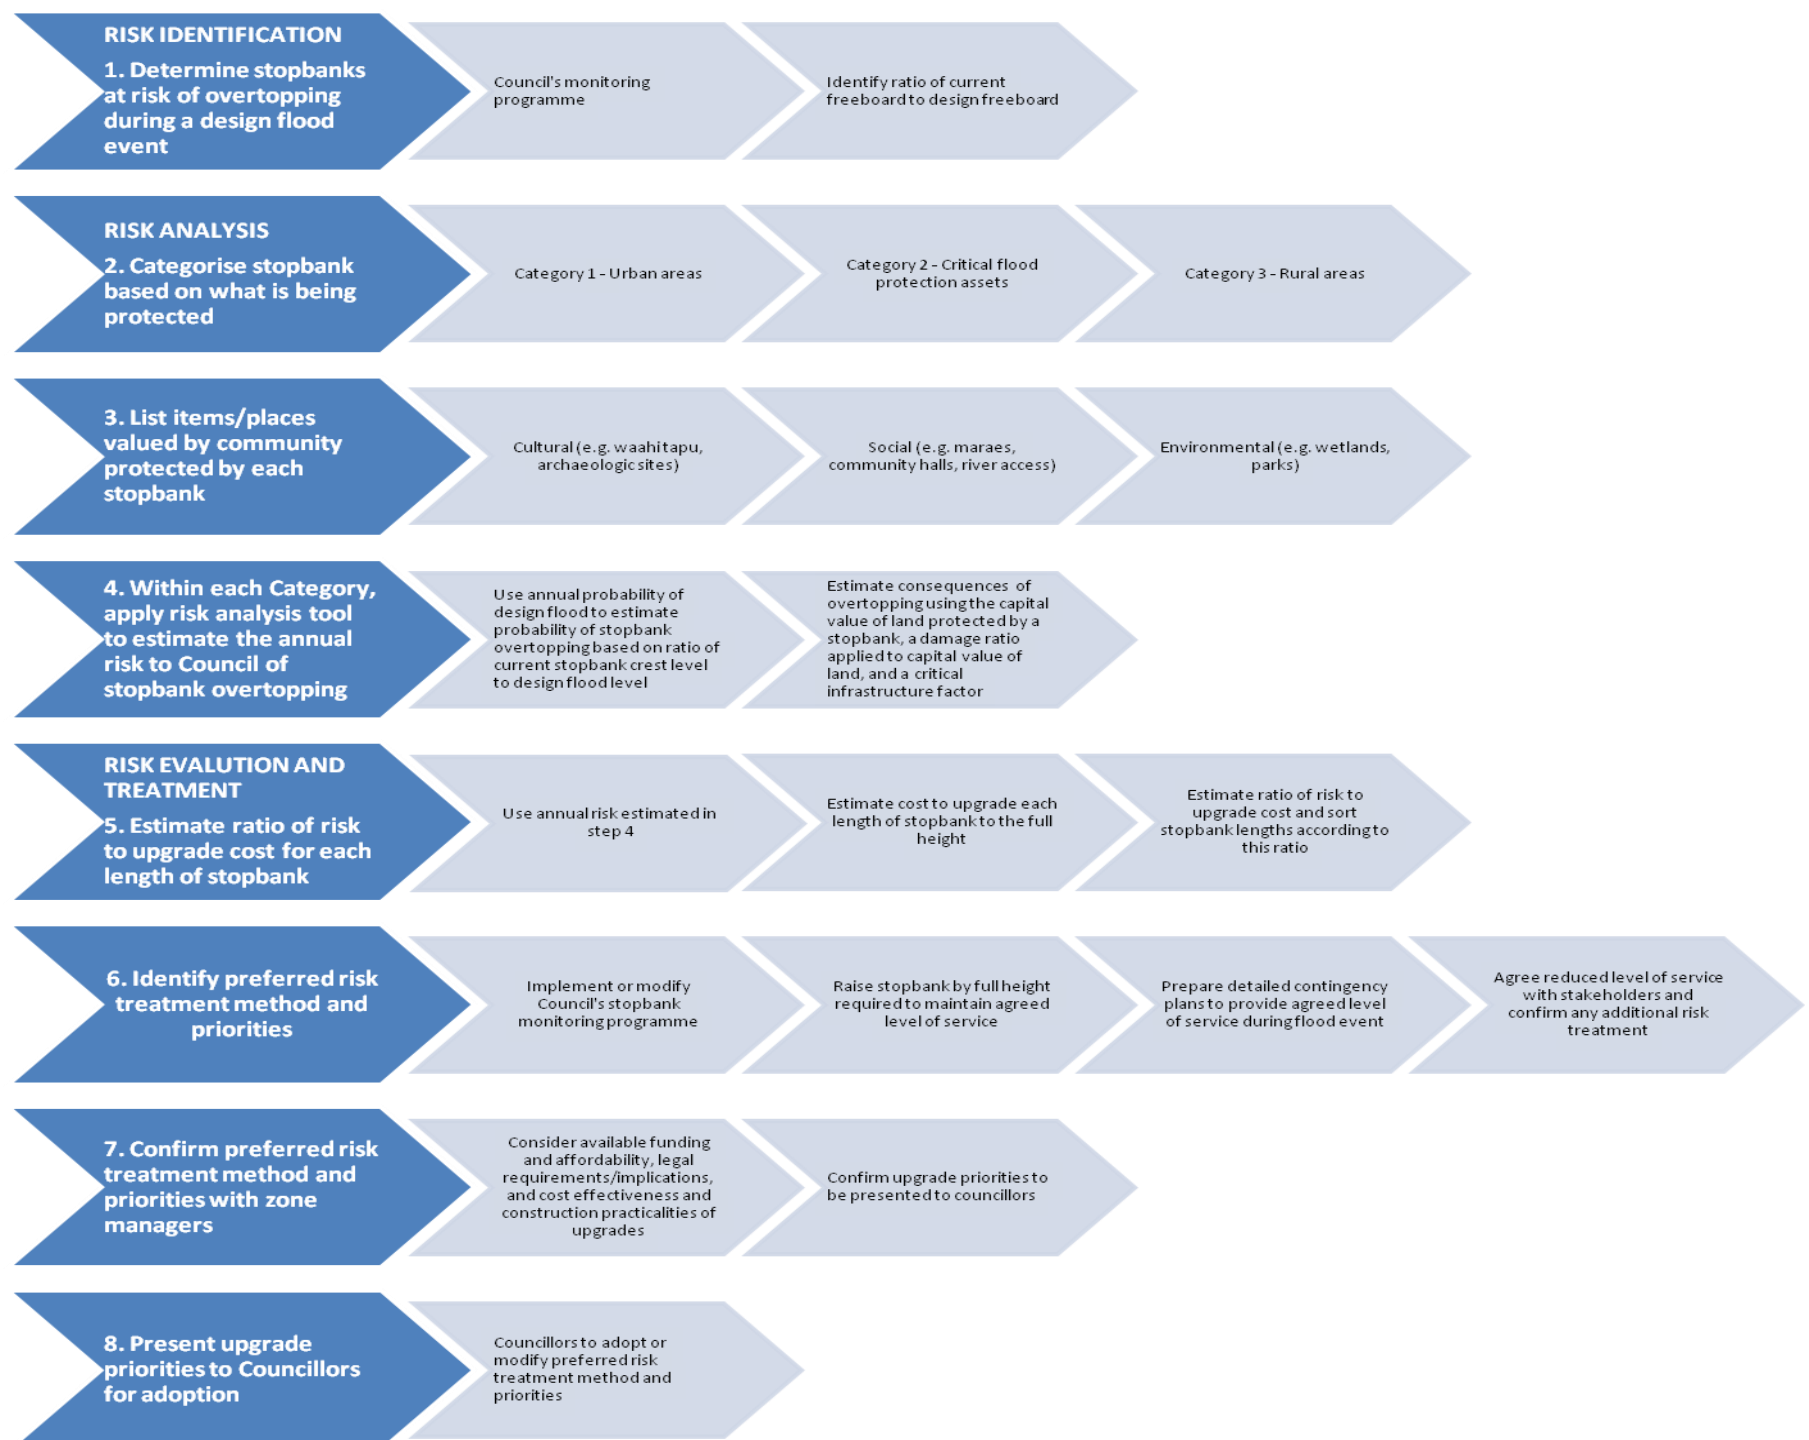 RISK IDENTIFICATION
1. Determine stopbanks
at risk of overtopping
during a design flood
event
Council's monitoring
programme
Identify ratio of current
freeboard to design freeboard
RISK ANALYSIS
2. Categorise stopbank
based on what is being
protected
Category 1 - Urban areas
Category 2 - Critical flood
protection assets
Category 3 - Rural areas
3. List items/places
valued by community
protected by each
stopbank
Cultural (e.g. waahi tapu,
archaeologic sites)
Social (e.g. maraes,
community halls, river access)
Environmental (e.g. wetlands,
parks)
4. Within each Category,
apply risk analysis tool
to estimate the annual
risk to Council of
stopbank overtopping
Use annual probability of
design flood to estimate
probability of stopbank
overtopping based on ratio of
current stopbank crest level
to design flood level
Estimate consequences of
overtopping using the capital
value of land protected by a
stopbank, a damage ratio
applied to capital value of
land, and a critical
infrastructure factor
RISK EVALUTION AND
TREATMENT
5. Estimate ratio of risk
to upgrade cost for each
length of stopbank
Use annual risk estimated in
step 4
Estimate cost to upgrade each
length of stopbank to the full
height
Estimate ratio of risk to
upgrade cost and sort
stopbank lengths according to
this ratio
6. Identify preferred risk
treatment method and
priorities
Implement or modify
Council's stopbank
monitoring programme
Raise stopbank by full height
required to maintain agreed
level of service
Prepare detailed contingency
plans to provide agreed level
of service during flood event
Agree reduced level of service
with stakeholders and
confirm any additional risk
treatment
7. Confirm preferred risk
treatment method and
priorities with zone
managers
Consider available funding
and affordability, legal
requirements/implications,
and cost effectiveness and
construction practicalities of
upgrades
Confirm upgrade priorities to
be presented to councillors
8. Present upgrade
priorities to Councillors
for adoption
Councillors to adopt or
modify preferred risk
treatment method and
priorities